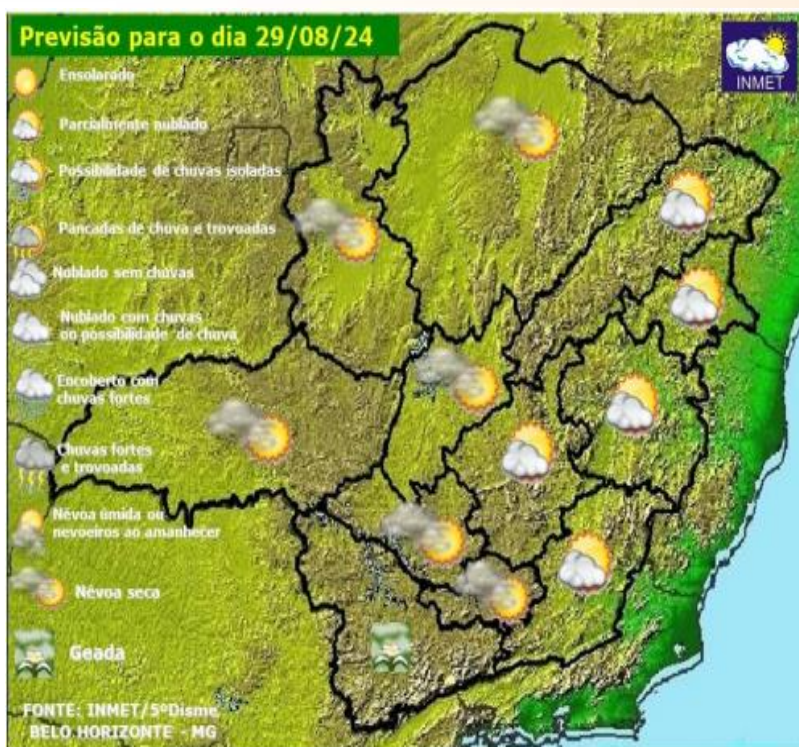 Previsão para o dia 29/08/24
INMET
Ensolarado
Parcialmente nublado
Possibilidade de chuvas isoladas
Pancadas de chuva e trovoadas
Nublado sem chuvas
Nublado com chuvas
ou possibilidade de chuva
Encoberto com
chuvas fortes
Chuvas fortes
e trovoadas
Névoa úmida ou
nevoeiros ao amanhecer
Névoa seca
Geada
FONTE: INMET/5ºDisme
BELO HORIZONTE - MG